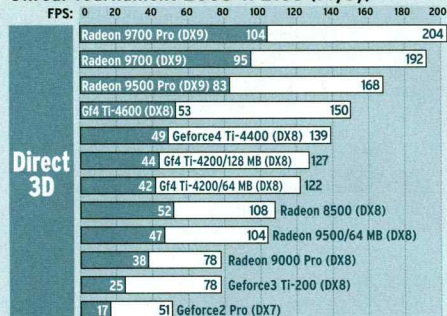 FPS: 0 20 40 60 80 100 120 140 160 180 200
Direct 3D
Radeon 9700 Pro (DX9) 104 204
Radeon 9700 (DX9) 95 192
Radeon 9500 Pro (DX9) 83 168
Gf4 Ti-4600 (DX8) 53 150
49 Geforce4 Ti-4400 (DX8) 139
44 Gf4 Ti-4200/128 MB (DX8) 127
42 Gf4 Ti-4200/64 MB (DX8) 122
52 108 Radeon 8500 (DX8)
47 104 Radeon 9500/64 MB (DX8)
38 78 Radeon 9000 Pro (DX8)
25 78 Geforce3 Ti-200 (DX8)
17 51 Geforce2 Pro (DX7)